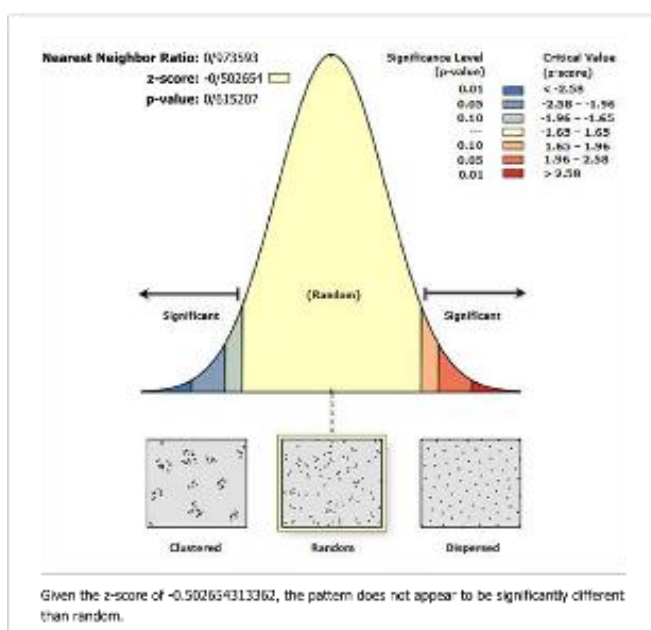 Nearest Neighbor Ratio: 0/973593
z-score: -0/502654
p-value: 0/615207
Significance Level
(p-value)
Critical Value
(z-score)
0.01 < -2.58
0.05 -2.58 - -1.96
0.10 -1.96 - -1.65
--- -1.65 - 1.65
0.10 1.65 - 1.96
0.05 1.96 - 2.58
0.01 > 2.58
Significant
(Random)
Significant
Clustered
Random
Dispersed
Given the z-score of -0.502654313362, the pattern does not appear to be significantly different
than random.